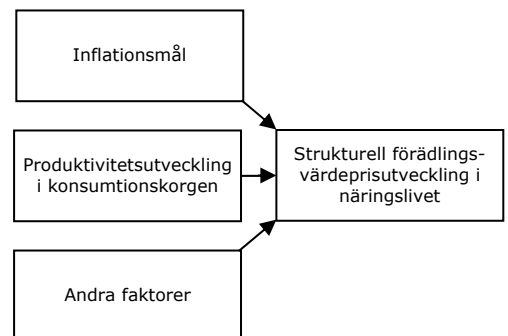 Inflationsmål
Produktivitetsutveckling
i konsumtionskorgen
Strukturell förädlings-
värdeprisutveckling i
näringslivet
Andra faktorer